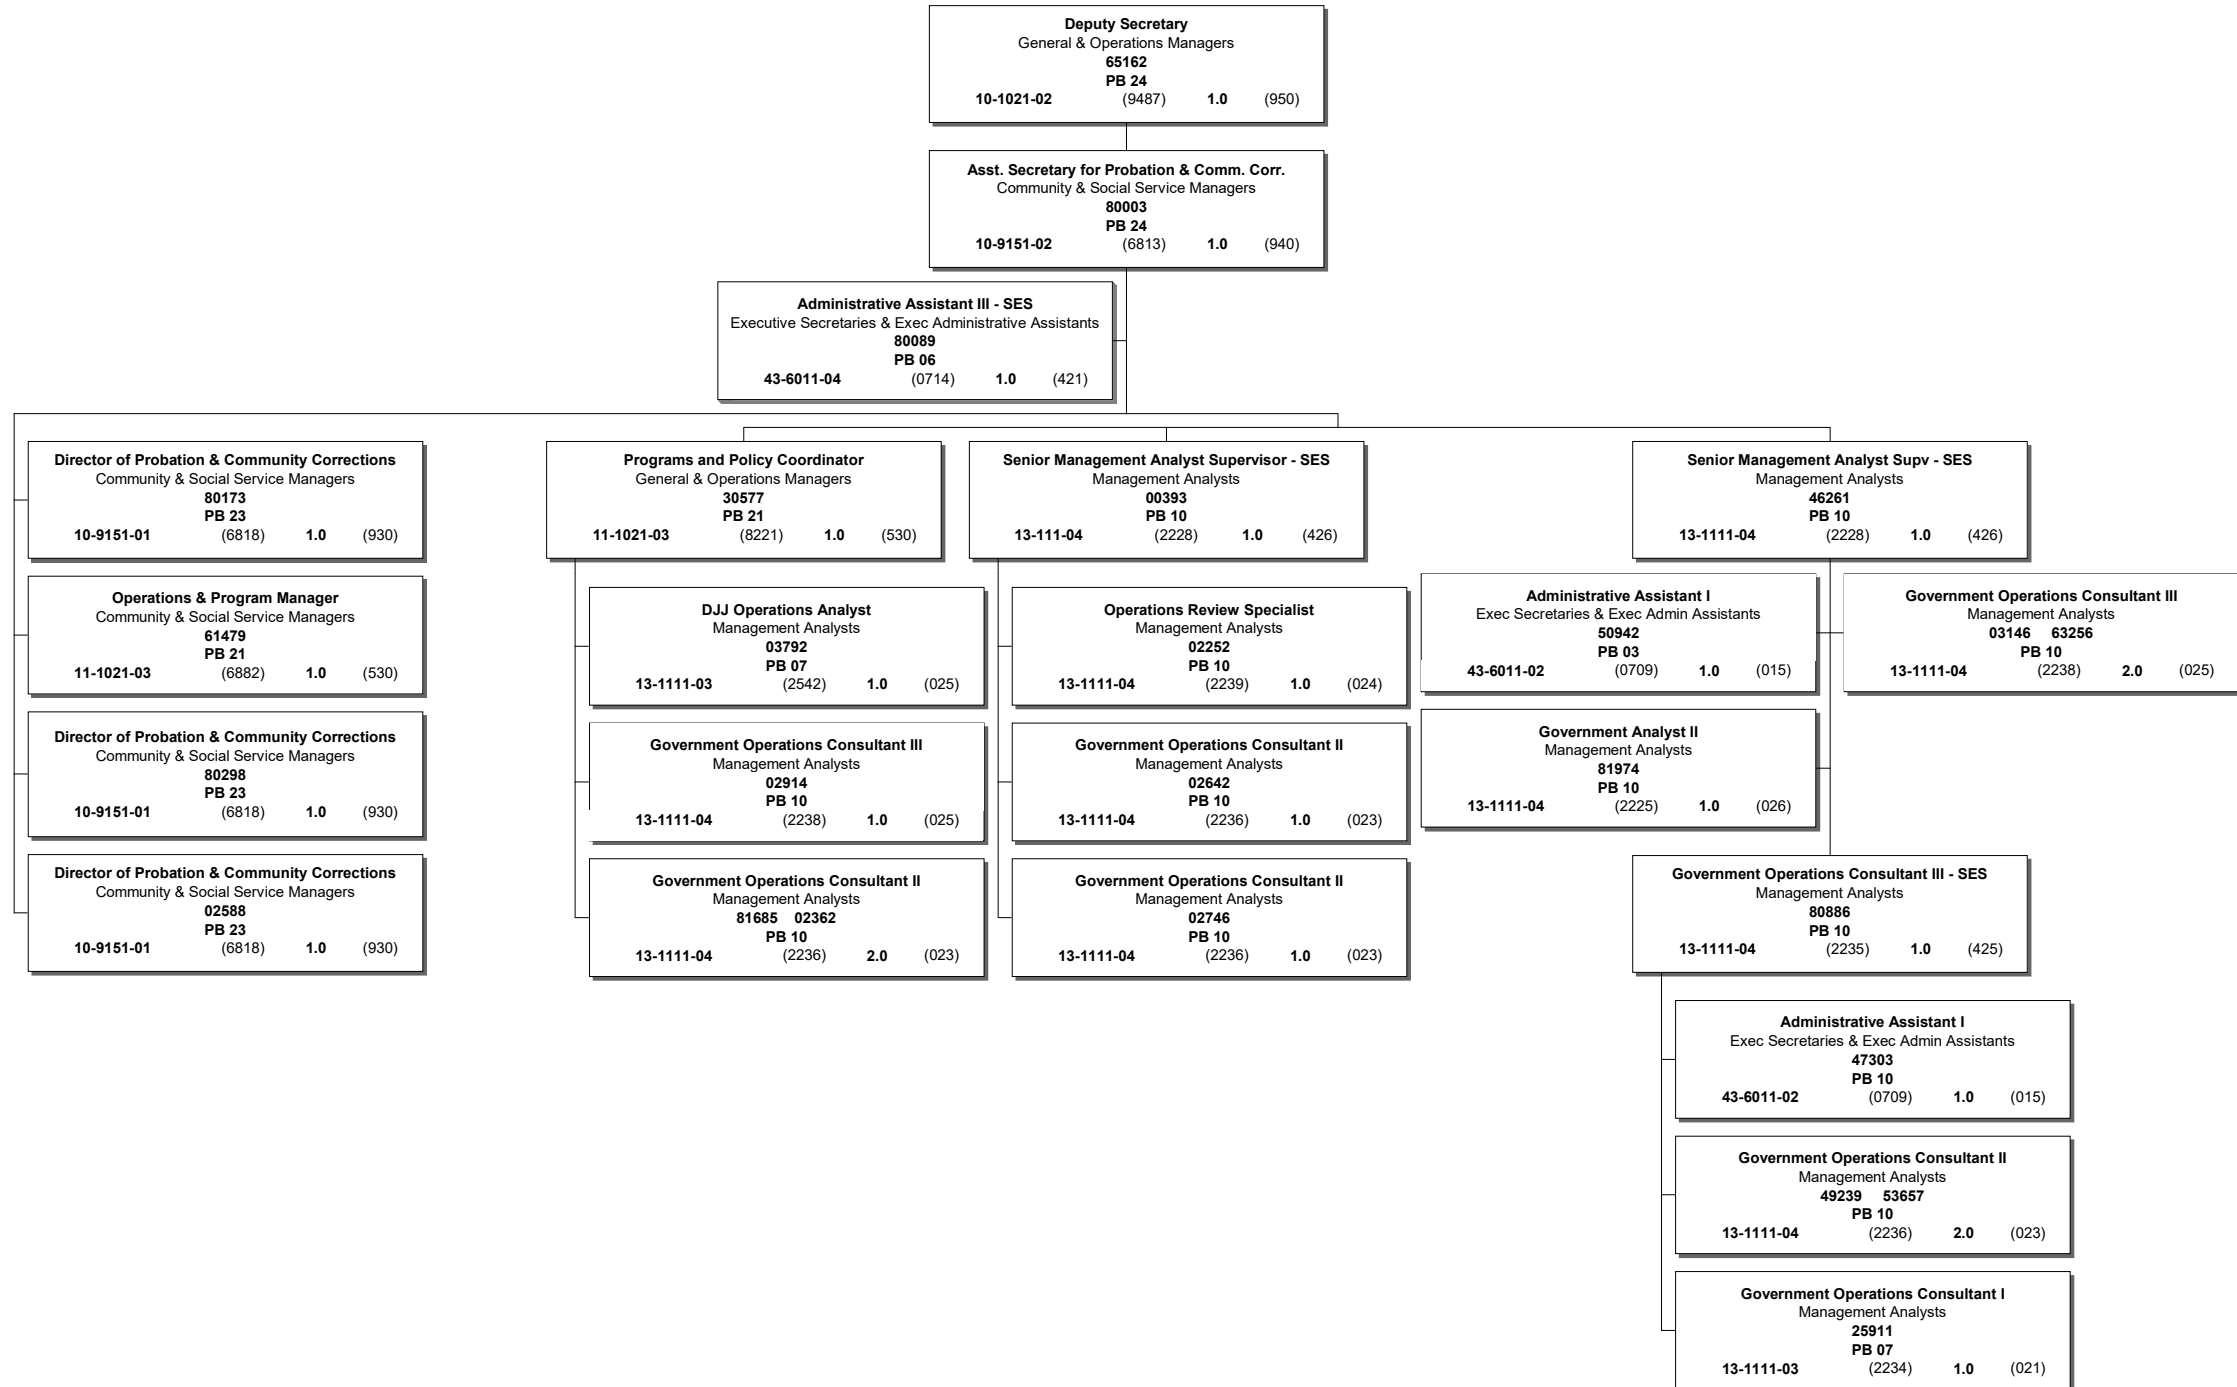 Deputy Secretary
General & Operations Managers
65162
PB 24
10-1021-02 (9487) 1.0 (950)
Asst. Secretary for Probation & Comm. Corr.
Community & Social Service Managers
80003
PB 24
10-9151-02 (6813) 1.0 (940)
Administrative Assistant III - SES
Executive Secretaries & Exec Administrative Assistants
80089
PB 06
43-6011-04 (0714) 1.0 (421)
Director of Probation & Community Corrections
Community & Social Service Managers
80173
PB 23
10-9151-01 (6818) 1.0 (930)
Operations & Program Manager
Community & Social Service Managers
61479
PB 21
11-1021-03 (6882) 1.0 (530)
Director of Probation & Community Corrections
Community & Social Service Managers
80298
PB 23
10-9151-01 (6818) 1.0 (930)
Director of Probation & Community Corrections
Community & Social Service Managers
02588
PB 23
10-9151-01 (6818) 1.0 (930)
Programs and Policy Coordinator
General & Operations Managers
30577
PB 21
11-1021-03 (8221) 1.0 (530)
DJJ Operations Analyst
Management Analysts
03792
PB 07
13-1111-03 (2542) 1.0 (025)
Government Operations Consultant III
Management Analysts
02914
PB 10
13-1111-04 (2238) 1.0 (025)
Government Operations Consultant II
Management Analysts
81685 02362
PB 10
13-1111-04 (2236) 2.0 (023)
Senior Management Analyst Supervisor - SES
Management Analysts
00393
PB 10
13-111-04 (2228) 1.0 (426)
Operations Review Specialist
Management Analysts
02252
PB 10
13-1111-04 (2239) 1.0 (024)
Government Operations Consultant II
Management Analysts
02642
PB 10
13-1111-04 (2236) 1.0 (023)
Government Operations Consultant II
Management Analysts
02746
PB 10
13-1111-04 (2236) 1.0 (023)
Senior Management Analyst Supv - SES
Management Analysts
46261
PB 10
13-1111-04 (2228) 1.0 (426)
Administrative Assistant I
Exec Secretaries & Exec Admin Assistants
50942
PB 03
43-6011-02 (0709) 1.0 (015)
Government Operations Consultant III
Management Analysts
03146 63256
PB 10
13-1111-04 (2238) 2.0 (025)
Government Analyst II
Management Analysts
81974
PB 10
13-1111-04 (2225) 1.0 (026)
Government Operations Consultant III - SES
Management Analysts
80886
PB 10
13-1111-04 (2235) 1.0 (425)
Administrative Assistant I
Exec Secretaries & Exec Admin Assistants
47303
PB 10
43-6011-02 (0709) 1.0 (015)
Government Operations Consultant II
Management Analysts
49239 53657
PB 10
13-1111-04 (2236) 2.0 (023)
Government Operations Consultant I
Management Analysts
25911
PB 07
13-1111-03 (2234) 1.0 (021)